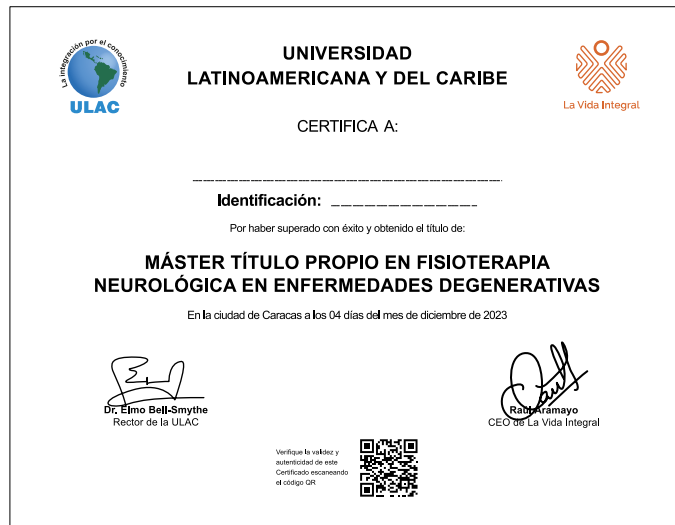 La integración por el conocimiento
ULAC
UNIVERSIDAD
LATINOAMERICANA Y DEL CARIBE
La Vida Integral
CERTIFICA A:
Identificación:
Por haber superado con éxito y obtenido el título de:
MÁSTER TÍTULO PROPIO EN FISIOTERAPIA
NEUROLÓGICA EN ENFERMEDADES DEGENERATIVAS
En la ciudad de Caracas a los 04 días del mes de diciembre de 2023
Dr. Elmo Bell-Smythe
Rector de la ULAC
Raúl Aramayo
CEO de La Vida Integral
Verifique la validez y
autenticidad de este
Certificado escaneando
el código QR